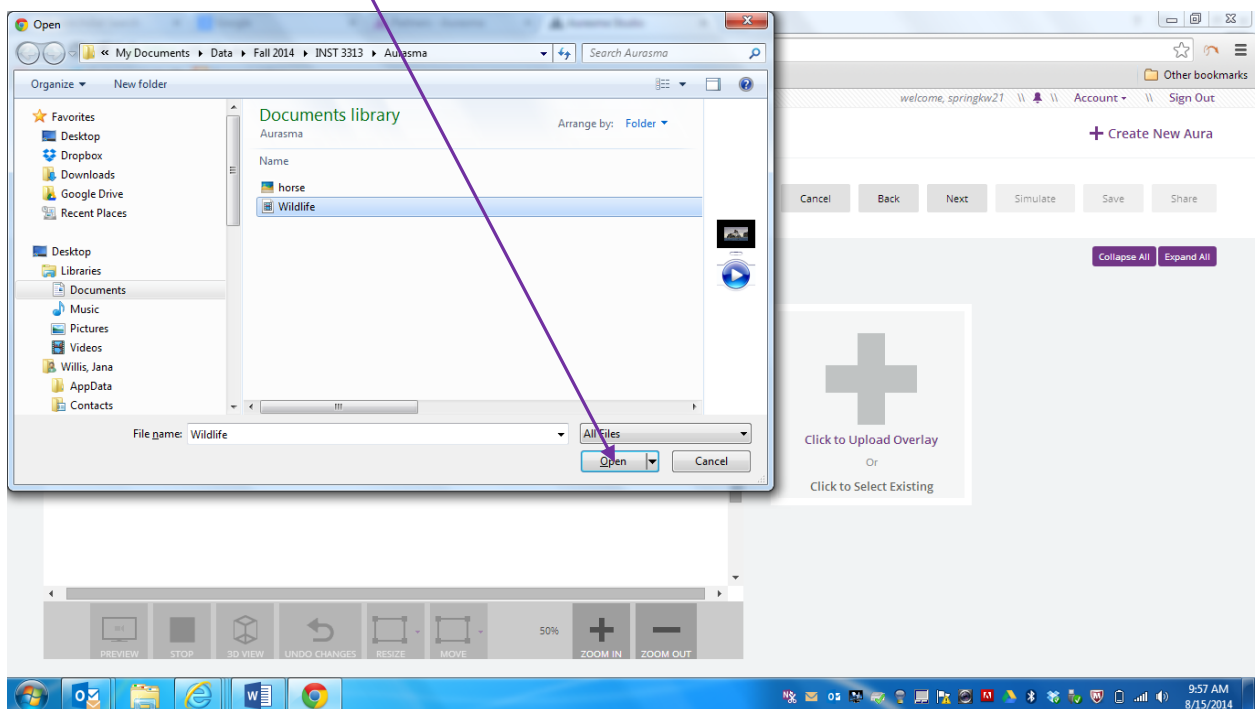 Open
« My Documents ▸ Data ▸ Fall 2014 ▸ INST 3313 ▸ Aurasma
Search Aurasma
Organize
New folder
Favorites
Desktop
Dropbox
Downloads
Google Drive
Recent Places
Desktop
Libraries
Documents
Music
Pictures
Videos
Willis, Jana
AppData
Contacts
Documents library
Aurasma
Arrange by: Folder
Name
horse
Wildlife
File name: Wildlife
All Files
Open
Cancel
Other bookmarks
welcome, springkw21 \\ \\ Account \\ Sign Out
+ Create New Aura
Cancel Back Next Simulate Save Share
Collapse All Expand All
Click to Upload Overlay
Or
Click to Select Existing
PREVIEW STOP 3D VIEW UNDO CHANGES RESIZE MOVE 50% ZOOM IN ZOOM OUT
9:57 AM
8/15/2014